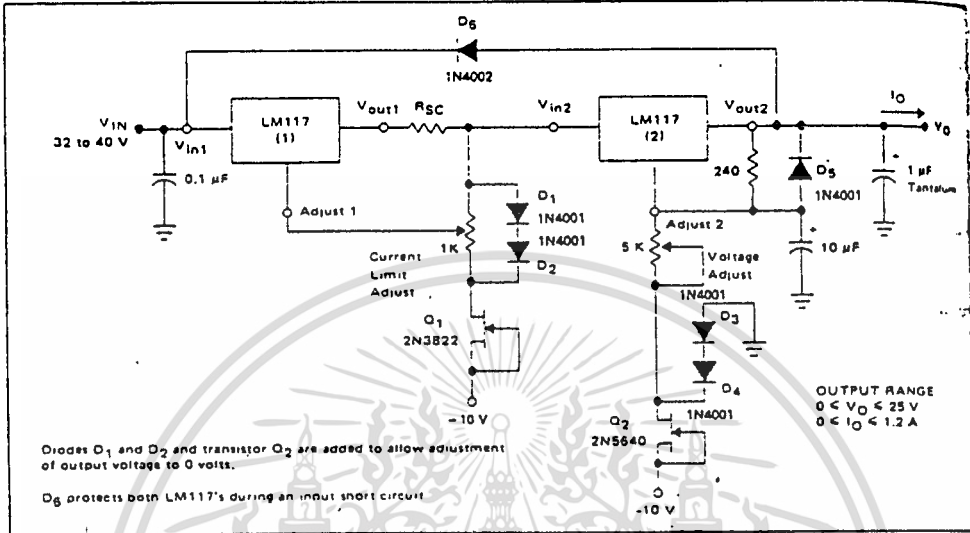 D6
1N4002
VIN
32 to 40 V
Vin1
0.1 µF
LM117
(1)
Vout1
RSC
Vin2
LM117
(2)
Vout2
IO
VO
Adjust 1
1K
Current
Limit
Adjust
D1
1N4001
1N4001
D2
Q1
2N3822
-10 V
240
D5
1N4001
1 µF
Tantalum
+
Adjust 2
5 K
Voltage
Adjust
+
10 µF
1N4001
D3
D4
1N4001
Q2
2N5640
-10 V
OUTPUT RANGE
0 ≤ VO ≤ 25 V
0 ≤ IO ≤ 1.2 A
Diodes D1 and D2 and transistor Q2 are added to allow adjustment
of output voltage to 0 volts.
D6 protects both LM117's during an input short circuit